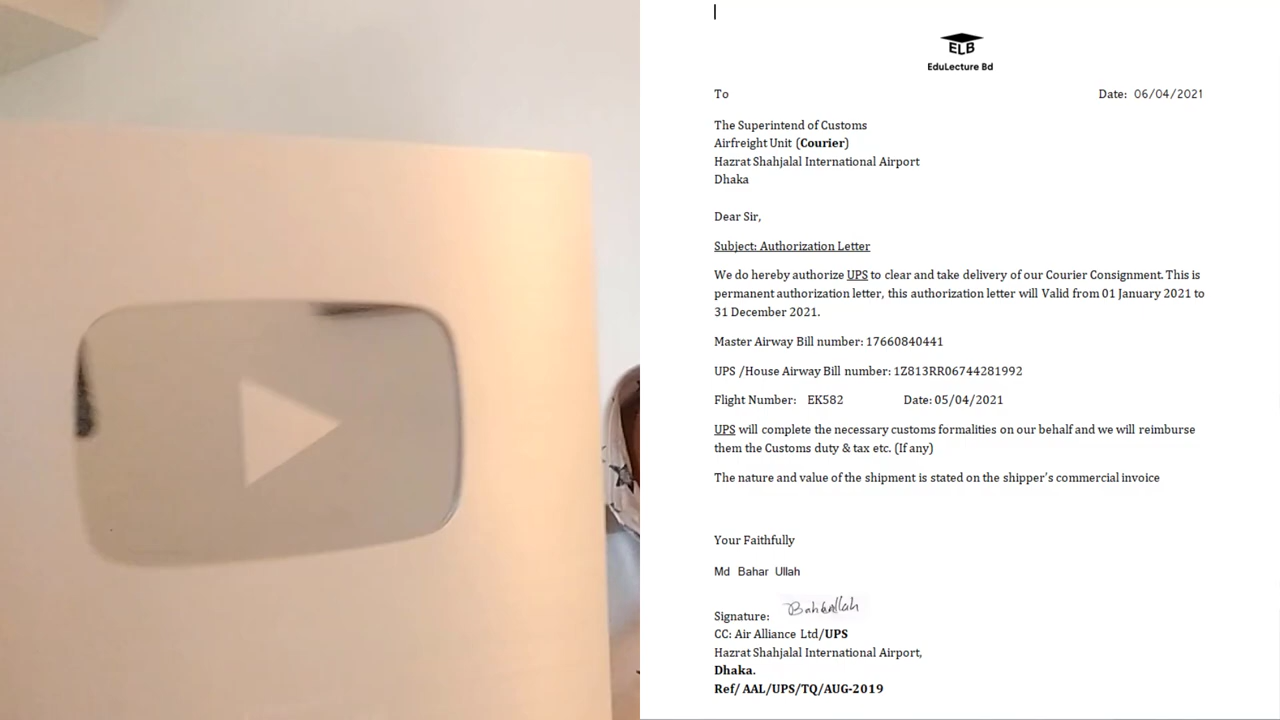 ELB
EduLecture Bd
To Date: 06/04/2021
The Superintend of Customs
Airfreight Unit (Courier)
Hazrat Shahjalal International Airport
Dhaka
Dear Sir,
Subject: Authorization Letter
We do hereby authorize UPS to clear and take delivery of our Courier Consignment. This is
permanent authorization letter, this authorization letter will Valid from 01 January 2021 to
31 December 2021.
Master Airway Bill number: 17660840441
UPS /House Airway Bill number: 1Z813RR06744281992
Flight Number: EK582 Date: 05/04/2021
UPS will complete the necessary customs formalities on our behalf and we will reimburse
them the Customs duty & tax etc. (If any)
The nature and value of the shipment is stated on the shipper's commercial invoice
Your Faithfully
Md Bahar Ullah
Signature:
CC: Air Alliance Ltd/UPS
Hazrat Shahjalal International Airport,
Dhaka.
Ref/ AAL/UPS/TQ/AUG-2019